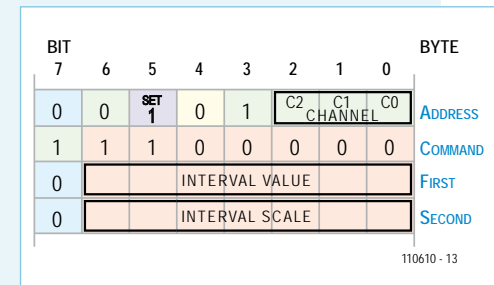 BIT BYTE
7 6 5 4 3 2 1 0
0 0 SET 1 0 1 C2 C1 C0 CHANNEL ADDRESS
1 1 1 0 0 0 0 0 COMMAND
0 INTERVAL VALUE FIRST
0 INTERVAL SCALE SECOND
110610 - 13